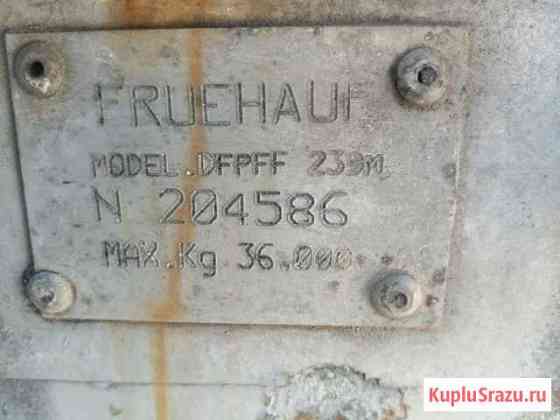 FRUEHAUF
MODEL.DFPFF 239M
N 204586
MAX.Kg 36.000
KupluSrazu.ru